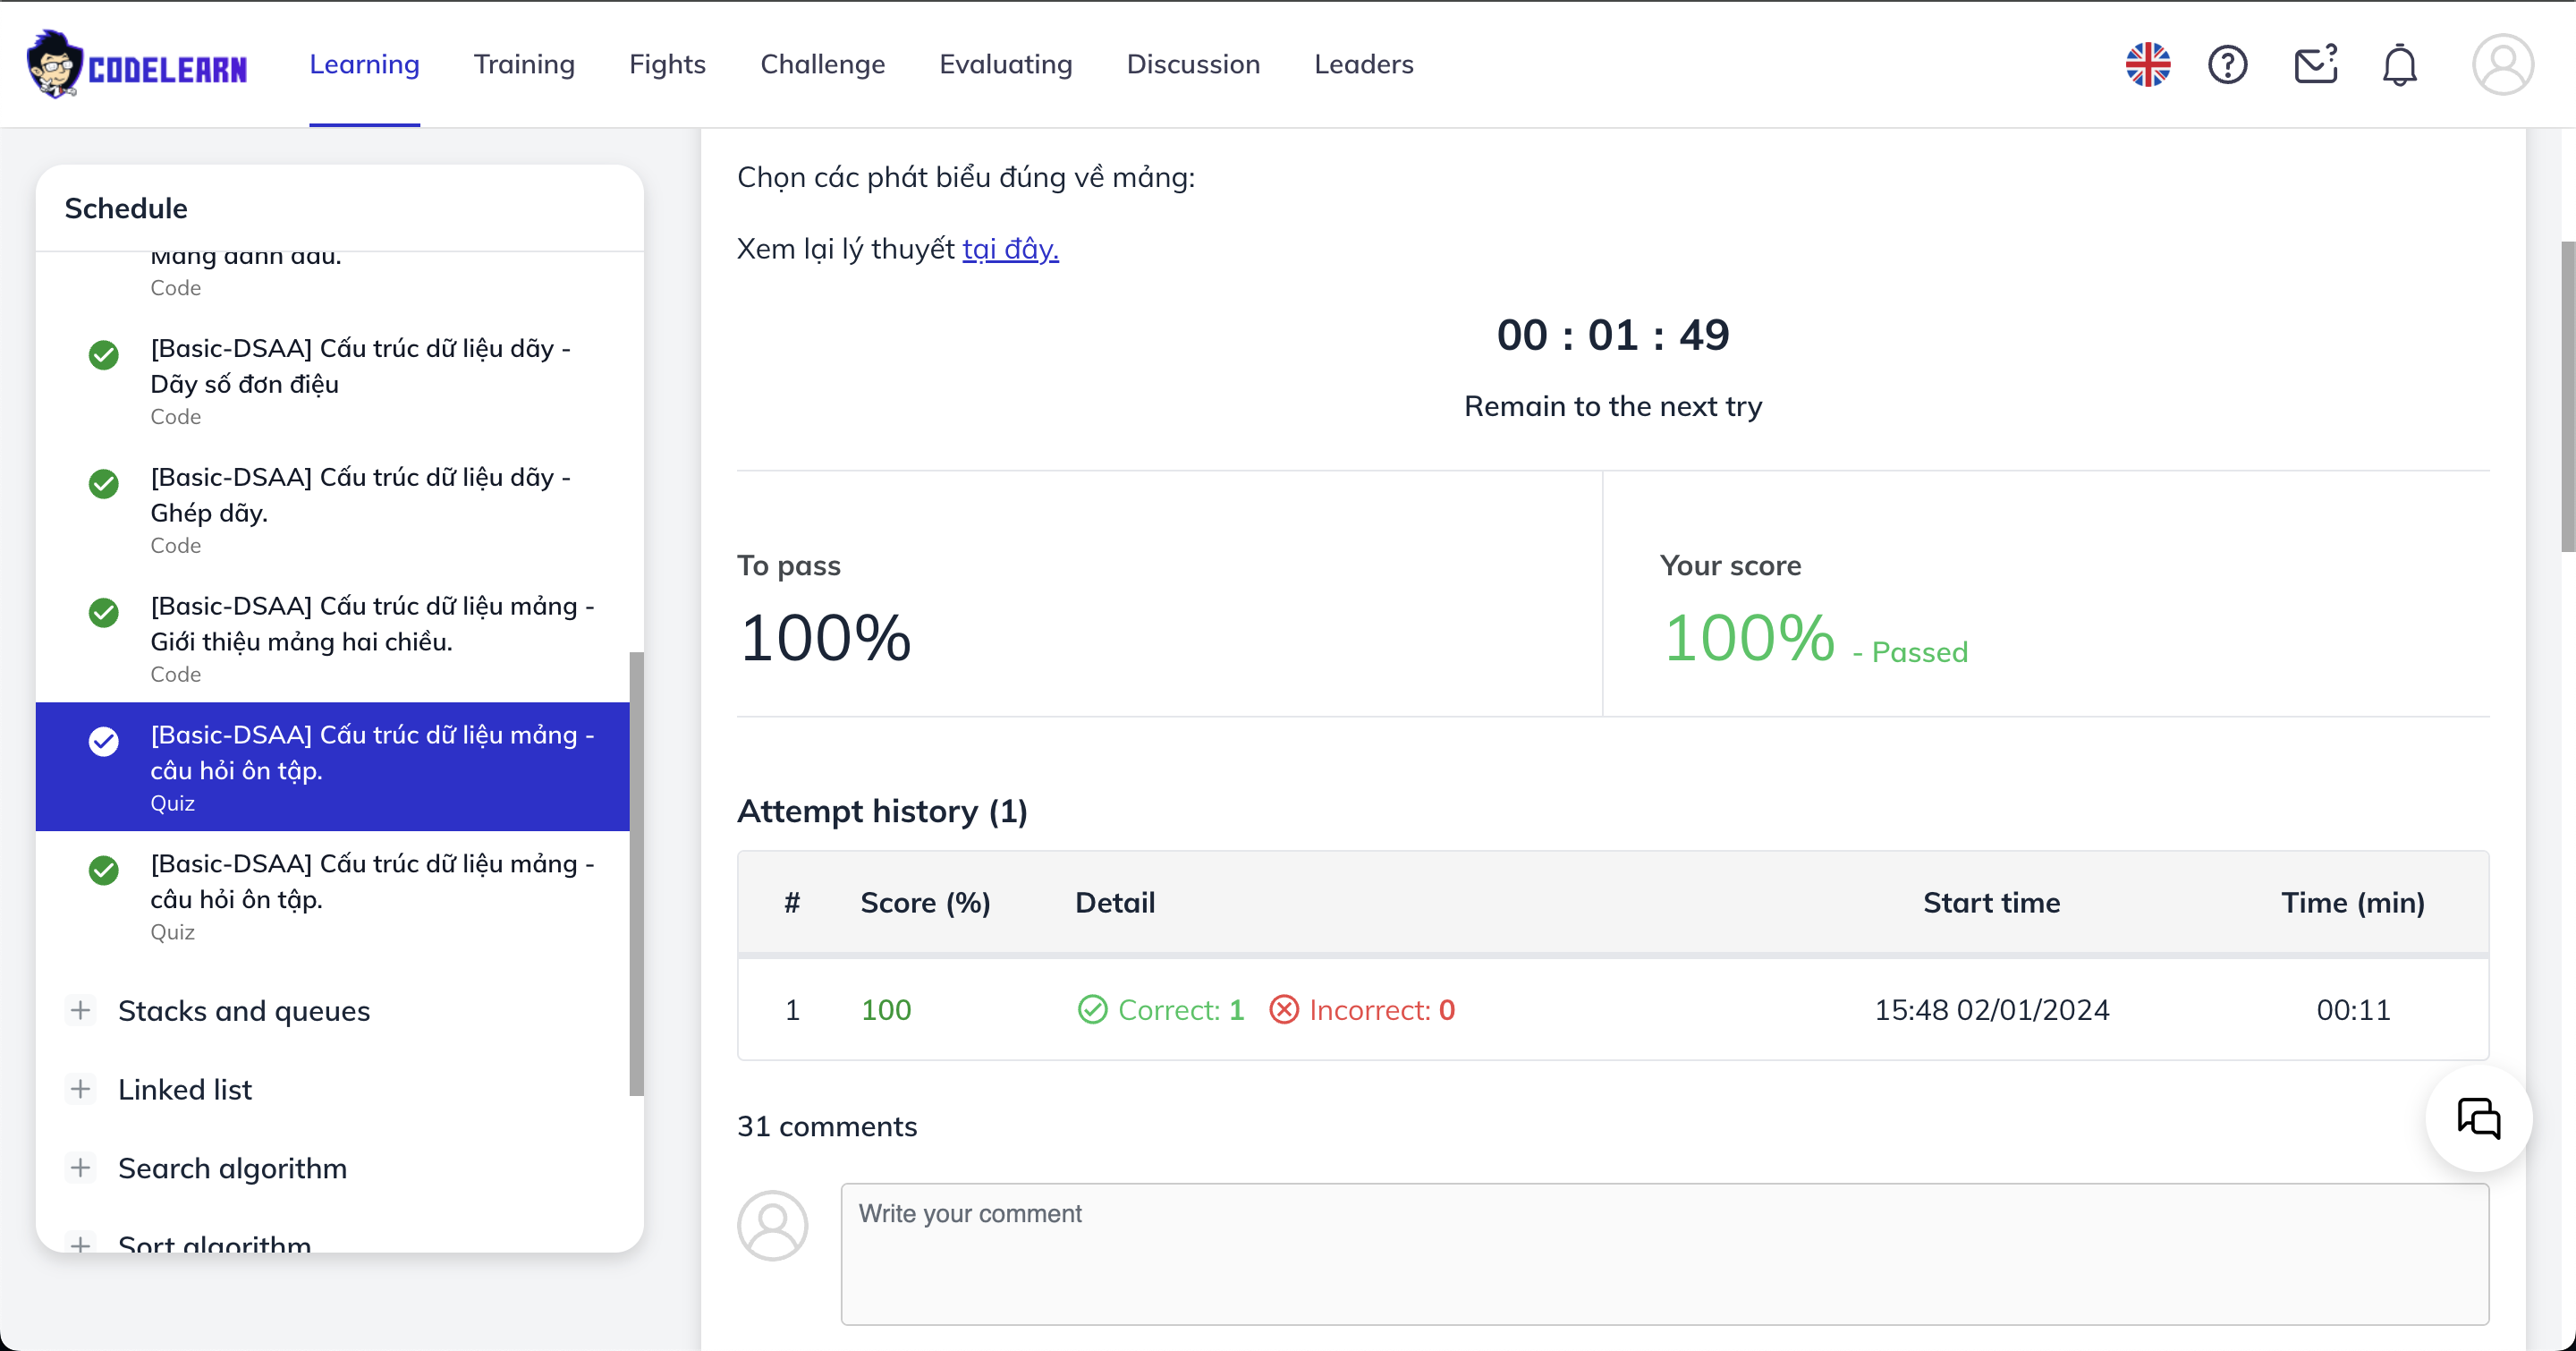 CODELEARN
Learning
Training
Fights
Challenge
Evaluating
Discussion
Leaders
Schedule
Code
[Basic-DSAA] Cấu trúc dữ liệu dãy -
Dãy số đơn điệu
Code
[Basic-DSAA] Cấu trúc dữ liệu dãy -
Ghép dãy.
Code
[Basic-DSAA] Cấu trúc dữ liệu mảng -
Giới thiệu mảng hai chiều.
Code
[Basic-DSAA] Cấu trúc dữ liệu mảng -
câu hỏi ôn tập.
Quiz
[Basic-DSAA] Cấu trúc dữ liệu mảng -
câu hỏi ôn tập.
Quiz
Stacks and queues
Linked list
Search algorithm
Sort algorithm
Chọn các phát biểu đúng về mảng:
Xem lại lý thuyết tại đây.
00 : 01 : 49
Remain to the next try
To pass
100%
Your score
100% - Passed
Attempt history (1)
# Score (%) Detail Start time Time (min)
1 100 Correct: 1 Incorrect: 0 15:48 02/01/2024 00:11
31 comments
Write your comment